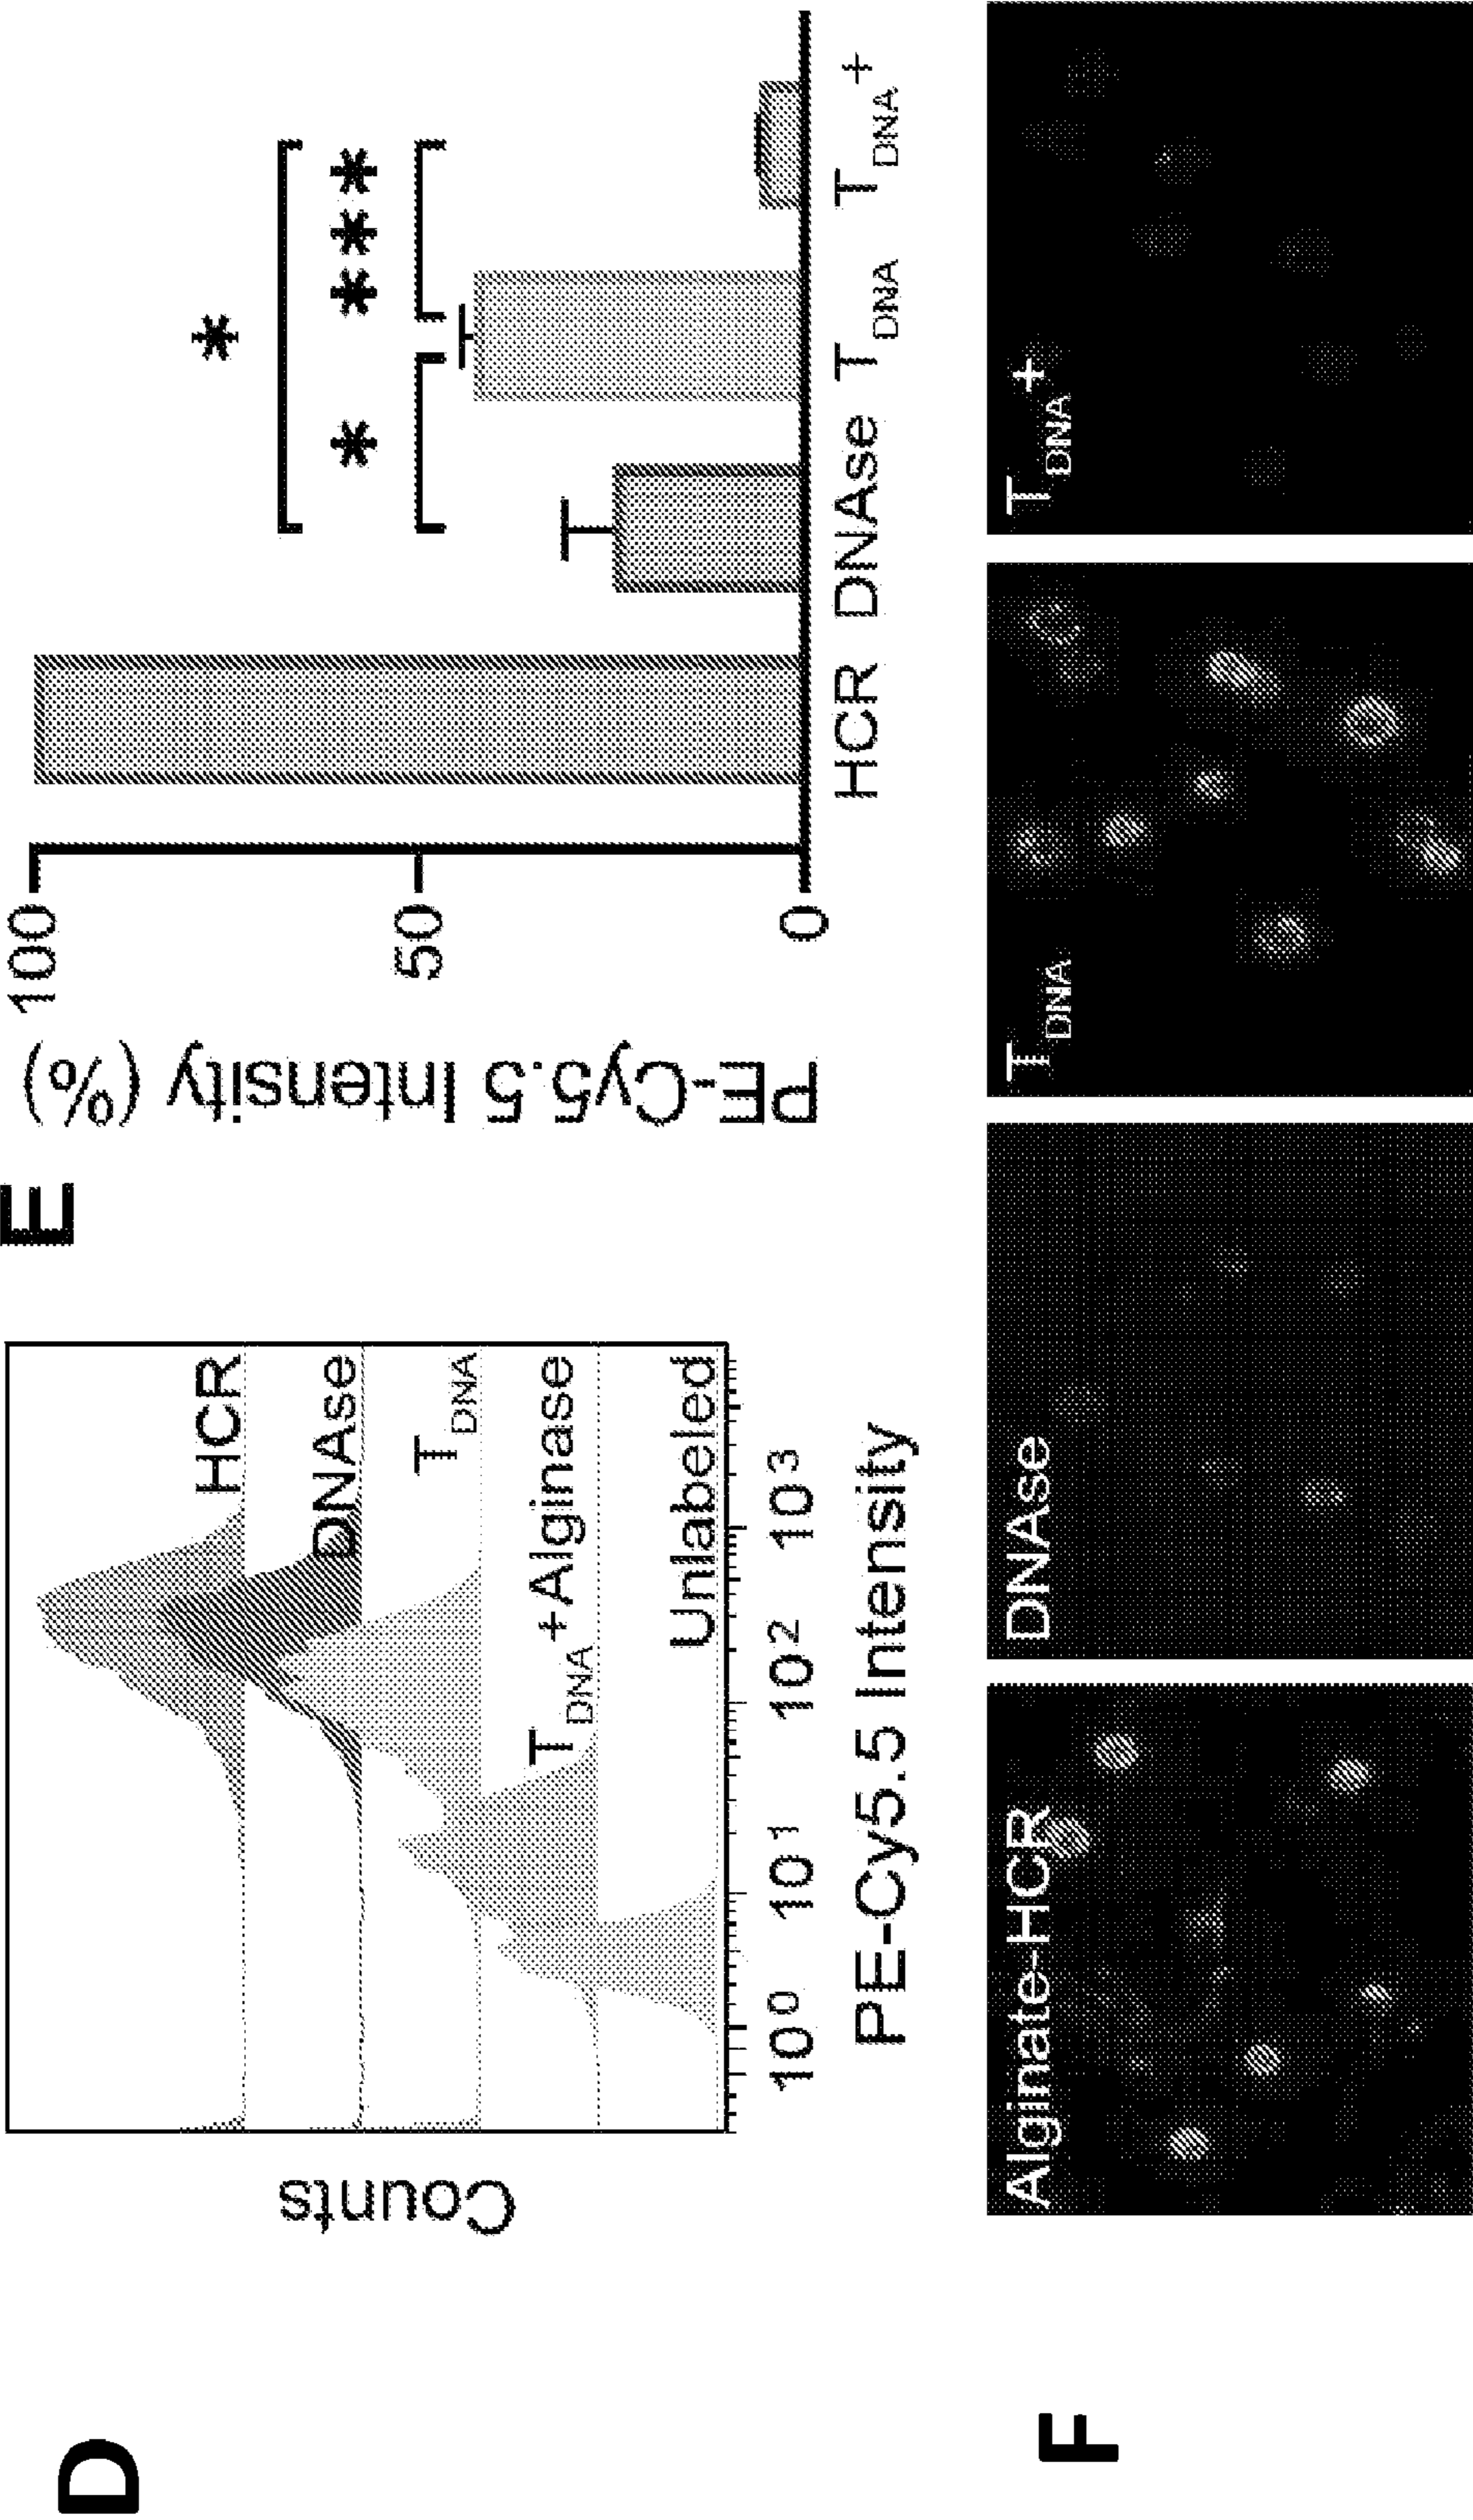 D
Counts
HCR
DNAse
T DNA
T DNA +Alginase
Unlabeled
10⁰ 10¹ 10² 10³
PE-Cy5.5 Intensity
E
PE-Cy5.5 Intensity (%)
100
50
0
*
* ***
HCR DNAse T DNA T DNA +
F
Alginate-HCR
DNAse
T DNA
T DNA +